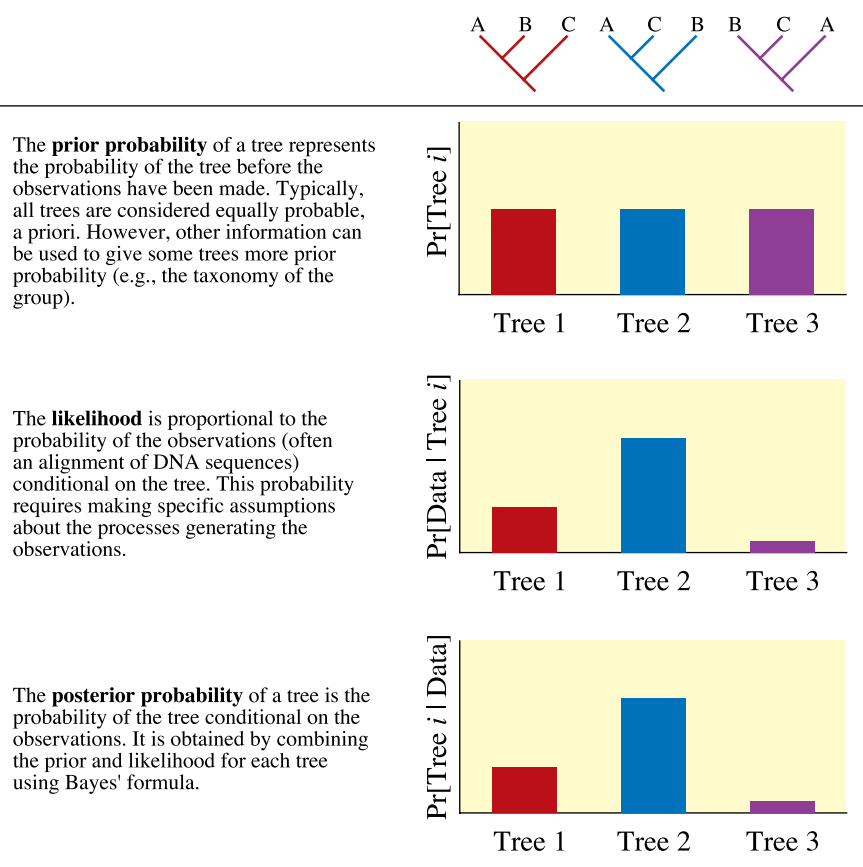 A B C A C B B C A
The prior probability of a tree represents
the probability of the tree before the
observations have been made. Typically,
all trees are considered equally probable,
a priori. However, other information can
be used to give some trees more prior
probability (e.g., the taxonomy of the
group).
Pr[Tree i]
Tree 1 Tree 2 Tree 3
The likelihood is proportional to the
probability of the observations (often
an alignment of DNA sequences)
conditional on the tree. This probability
requires making specific assumptions
about the processes generating the
observations.
Pr[Data | Tree i]
Tree 1 Tree 2 Tree 3
The posterior probability of a tree is the
probability of the tree conditional on the
observations. It is obtained by combining
the prior and likelihood for each tree
using Bayes' formula.
Pr[Tree i | Data]
Tree 1 Tree 2 Tree 3